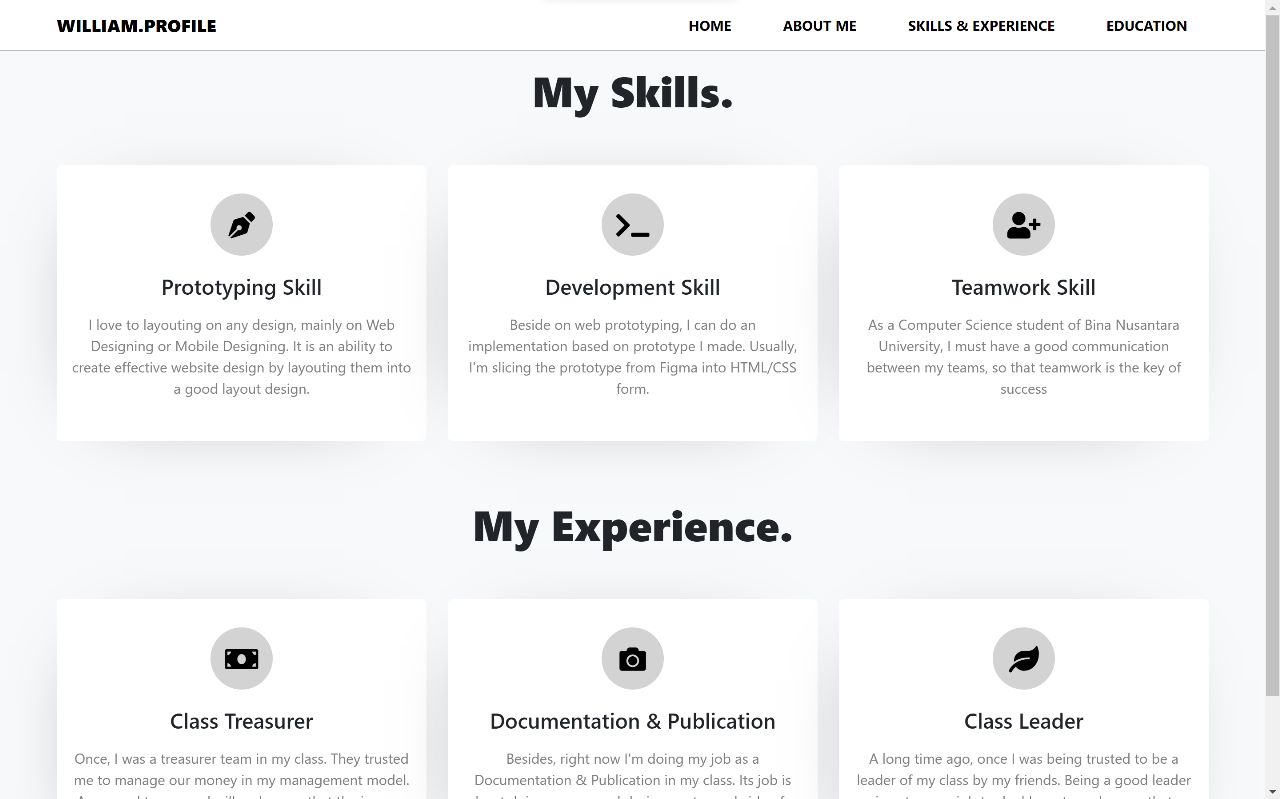 WILLIAM.PROFILE
HOME
ABOUT ME
SKILLS & EXPERIENCE
EDUCATION
My Skills.
Prototyping Skill
I love to layouting on any design, mainly on Web
Designing or Mobile Designing. It is an ability to
create effective website design by layouting them into
a good layout design.
Development Skill
Beside on web prototyping, I can do an
implementation based on prototype I made. Usually,
I'm slicing the prototype from Figma into HTML/CSS
form.
Teamwork Skill
As a Computer Science student of Bina Nusantara
University, I must have a good communication
between my teams, so that teamwork is the key of
success
My Experience.
Class Treasurer
Once, I was a treasurer team in my class. They trusted
me to manage our money in my management model.
Documentation & Publication
Besides, right now I'm doing my job as a
Documentation & Publication in my class. Its job is
Class Leader
A long time ago, once I was being trusted to be a
leader of my class by my friends. Being a good leader